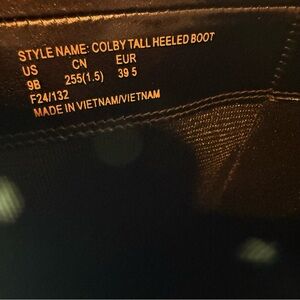 STYLE NAME: COLBY TALL HEELED BOOT
US CN EUR
9B 255(1.5) 39 5
F24/132
MADE IN VIETNAM/VIETNAM